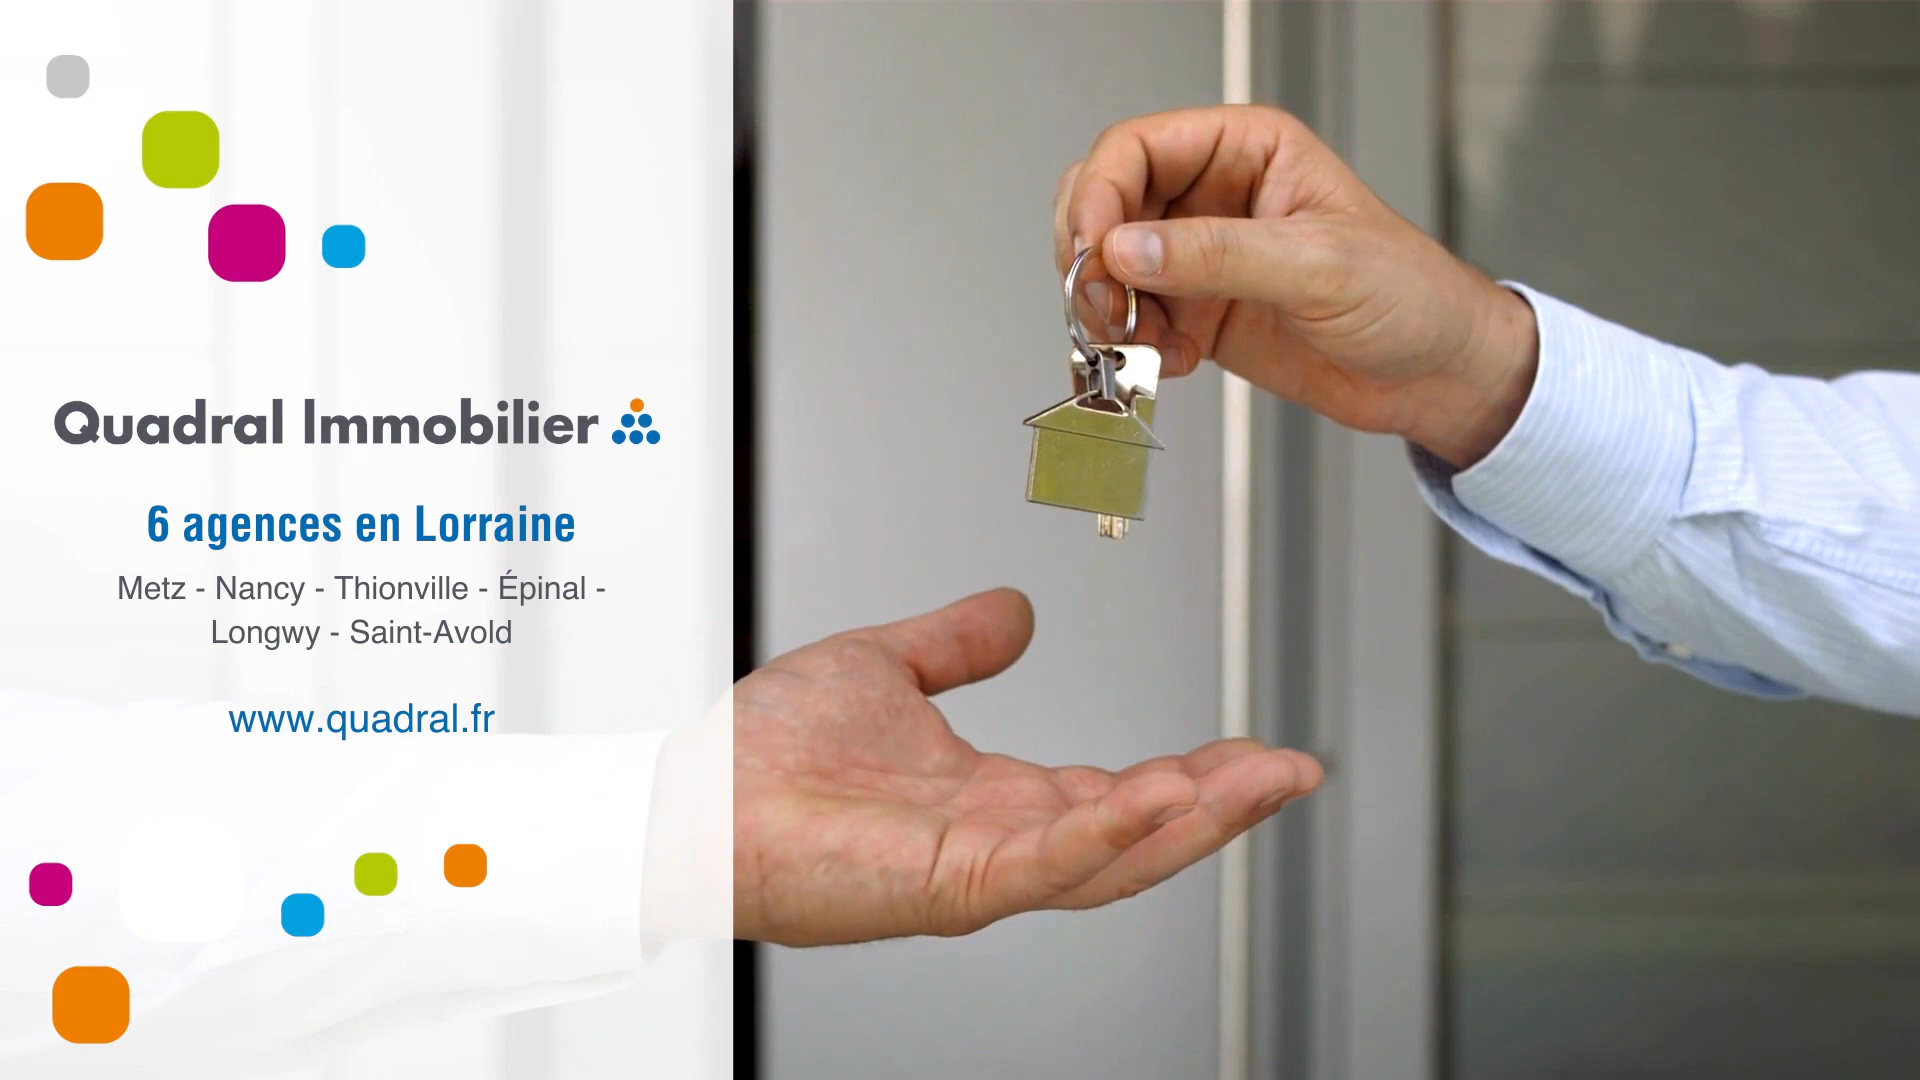 Quadral Immobilier
6 agences en Lorraine
Metz - Nancy - Thionville - Épinal -
Longwy - Saint-Avold
www.quadral.fr